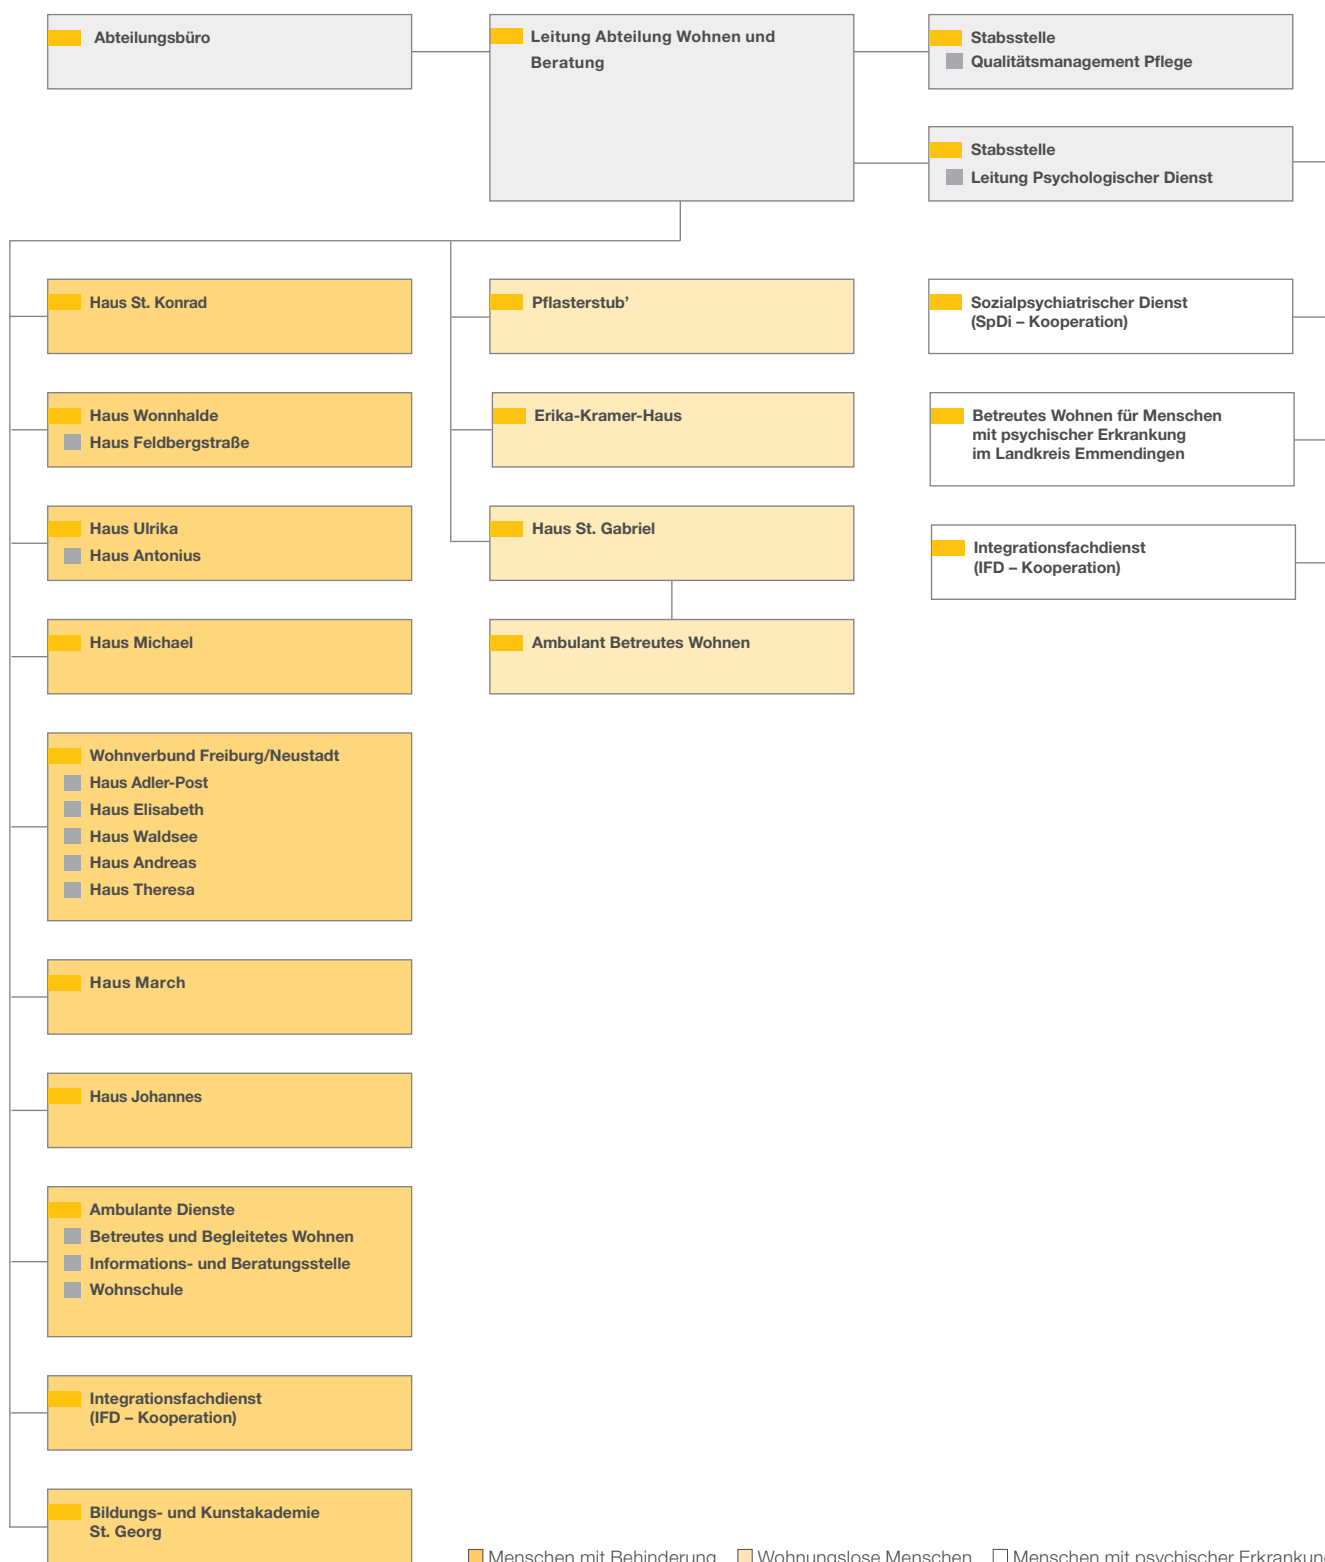 Abteilungsbüro
Leitung Abteilung Wohnen und
Beratung
Stabsstelle
Qualitätsmanagement Pflege
Stabsstelle
Leitung Psychologischer Dienst
Haus St. Konrad
Haus Wonnhalde
Haus Feldbergstraße
Haus Ulrika
Haus Antonius
Haus Michael
Wohnverbund Freiburg/Neustadt
Haus Adler-Post
Haus Elisabeth
Haus Waldsee
Haus Andreas
Haus Theresa
Haus March
Haus Johannes
Ambulante Dienste
Betreutes und Begleitetes Wohnen
Informations- und Beratungsstelle
Wohnschule
Integrationsfachdienst
(IFD – Kooperation)
Bildungs- und Kunstakademie
St. Georg
Pflasterstub’
Erika-Kramer-Haus
Haus St. Gabriel
Ambulant Betreutes Wohnen
Sozialpsychiatrischer Dienst
(SpDi – Kooperation)
Betreutes Wohnen für Menschen
mit psychischer Erkrankung
im Landkreis Emmendingen
Integrationsfachdienst
(IFD – Kooperation)
Menschen mit Behinderung Wohnungslose Menschen Menschen mit psychischer Erkrankun